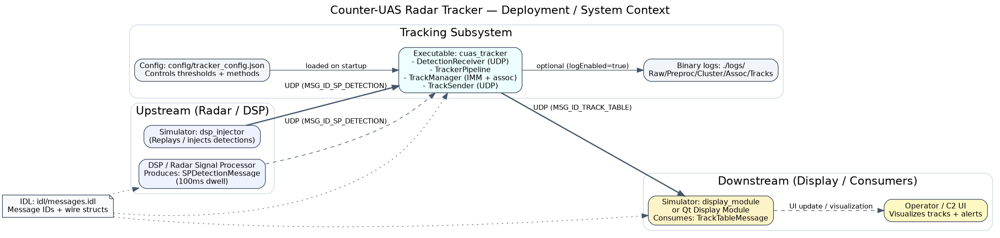 Counter-UAS Radar Tracker — Deployment / System Context
Tracking Subsystem
Config: config/tracker_config.json
Controls thresholds + methods
loaded on startup
Executable: cuas_tracker
- DetectionReceiver (UDP)
- TrackerPipeline
- TrackManager (IMM + assoc)
- TrackSender (UDP)
optional (logEnabled=true)
Binary logs: ./logs/
Raw/Preproc/Cluster/Assoc/Tracks
UDP (MSG_ID_SP_DETECTION)
Upstream (Radar / DSP)
Simulator: dsp_injector
(Replays / injects detections)
UDP (MSG_ID_SP_DETECTION)
DSP / Radar Signal Processor
Produces: SPDetectionMessage
(100ms dwell)
UDP (MSG_ID_TRACK_TABLE)
IDL: idl/messages.idl
Message IDs + wire structs
Downstream (Display / Consumers)
Simulator: display_module
or Qt Display Module
Consumes: TrackTableMessage
UI update / visualization
Operator / C2 UI
Visualizes tracks + alerts